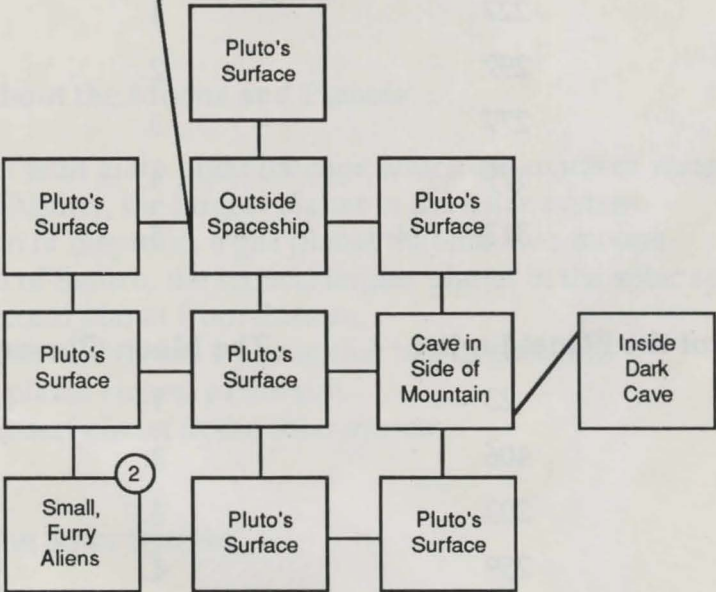 Pluto's
Surface
Pluto's
Surface
Outside
Spaceship
Pluto's
Surface
Pluto's
Surface
Pluto's
Surface
Cave in
Side of
Mountain
Inside
Dark
Cave
2
Small,
Furry
Aliens
Pluto's
Surface
Pluto's
Surface